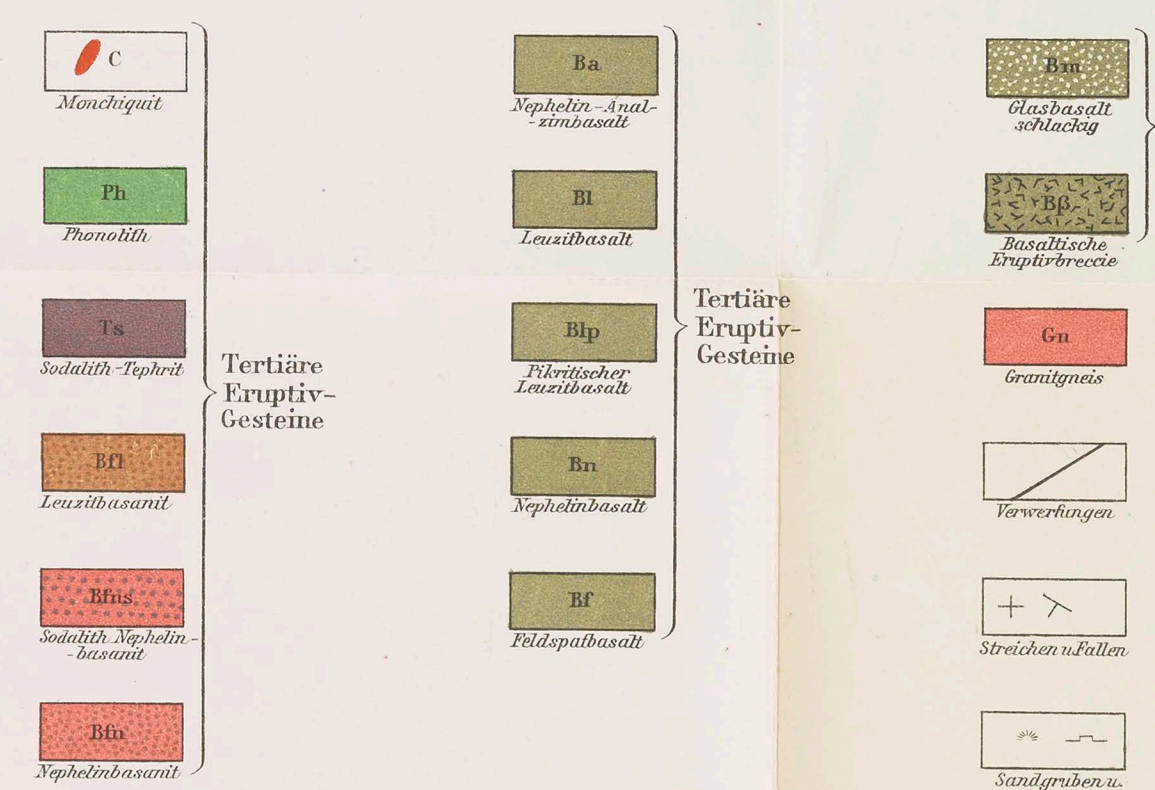 C
Monchiquit
Ph
Phonolith
Ts
Sodalith-Tephrit
Bfl
Leuzitbasanit
Bfns
Sodalith Nephelin-
-basanit
Bfn
Nephelinbasanit
Tertiäre
Eruptiv-
Gesteine
Ba
Nephelin-Anal-
-zimbasalt
Bl
Leuzitbasalt
Blp
Pikritischer
Leuzitbasalt
Bn
Nephelinbasalt
Bf
Feldspatbasalt
Tertiäre
Eruptiv-
Gesteine
Bm
Glasbasalt
schlackig
Bβ
Basaltische
Eruptivbreccie
Gn
Granitgneis
Verwerfungen
Streichen u.Fallen
Sandgruben u.